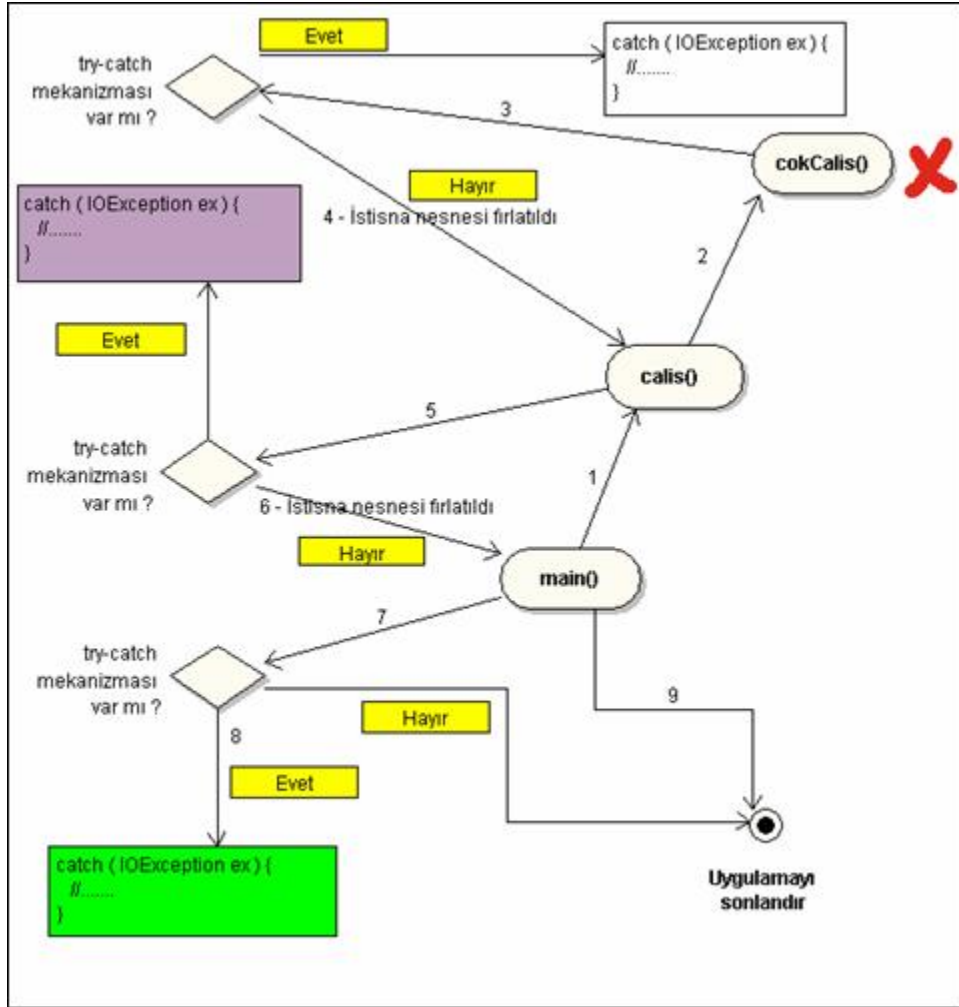 Evet
try-catch
mekanizması
var mı ?
catch ( IOException ex ) {
//.......
}
3
cokCalis()
Hayır
4 - İstisna nesnesi fırlatıldı
catch ( IOException ex ) {
//.......
}
2
Evet
calis()
5
try-catch
mekanizması
var mı ?
1
6 - İstisna nesnesi fırlatıldı
Hayır
main()
7
try-catch
mekanizması
var mı ?
9
Hayır
8
Evet
catch ( IOException ex ) {
//.......
}
Uygulamayı
sonlandır